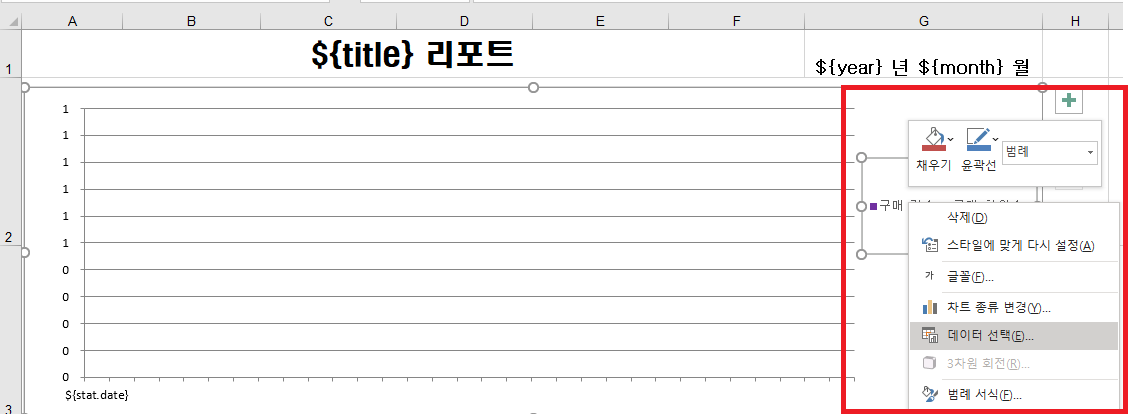 A B C D E F G H
1 ${title} 리포트 ${year} 년 ${month} 월
2
3
1
1
1
1
1
1
0
0
0
0
0
${stat.date}
채우기 윤곽선 범례
구매
삭제(D)
스타일에 맞게 다시 설정(A)
가 글꼴(F)...
차트 종류 변경(Y)...
데이터 선택(E)...
3차원 회전(R)...
범례 서식(F)...